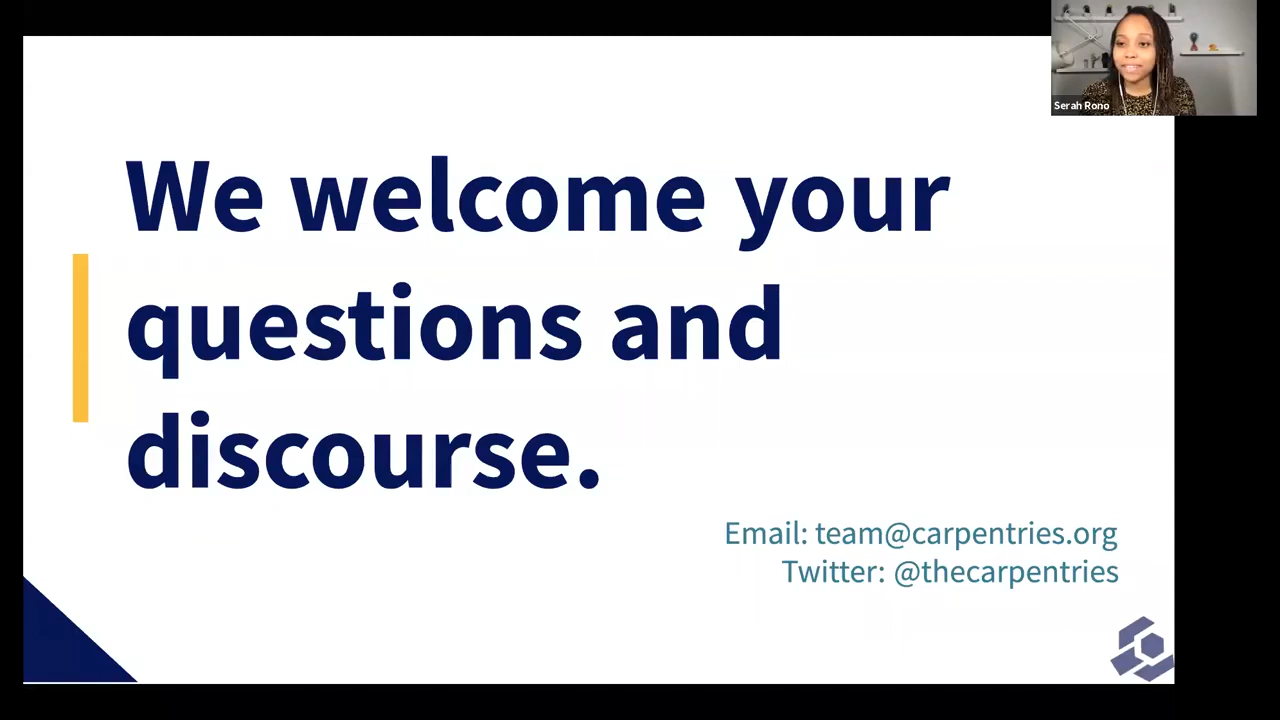 Serah Rono
We welcome your
questions and
discourse.
Email: team@carpentries.org
Twitter: @thecarpentries